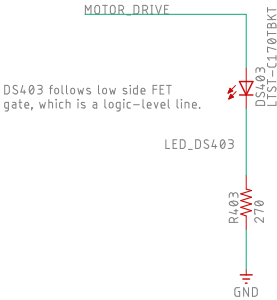 MOTOR_DRIVE
DS403
LTST-C170TBKT
DS403 follows low side FET
gate, which is a logic-level line.
LED_DS403
R403
270
GND